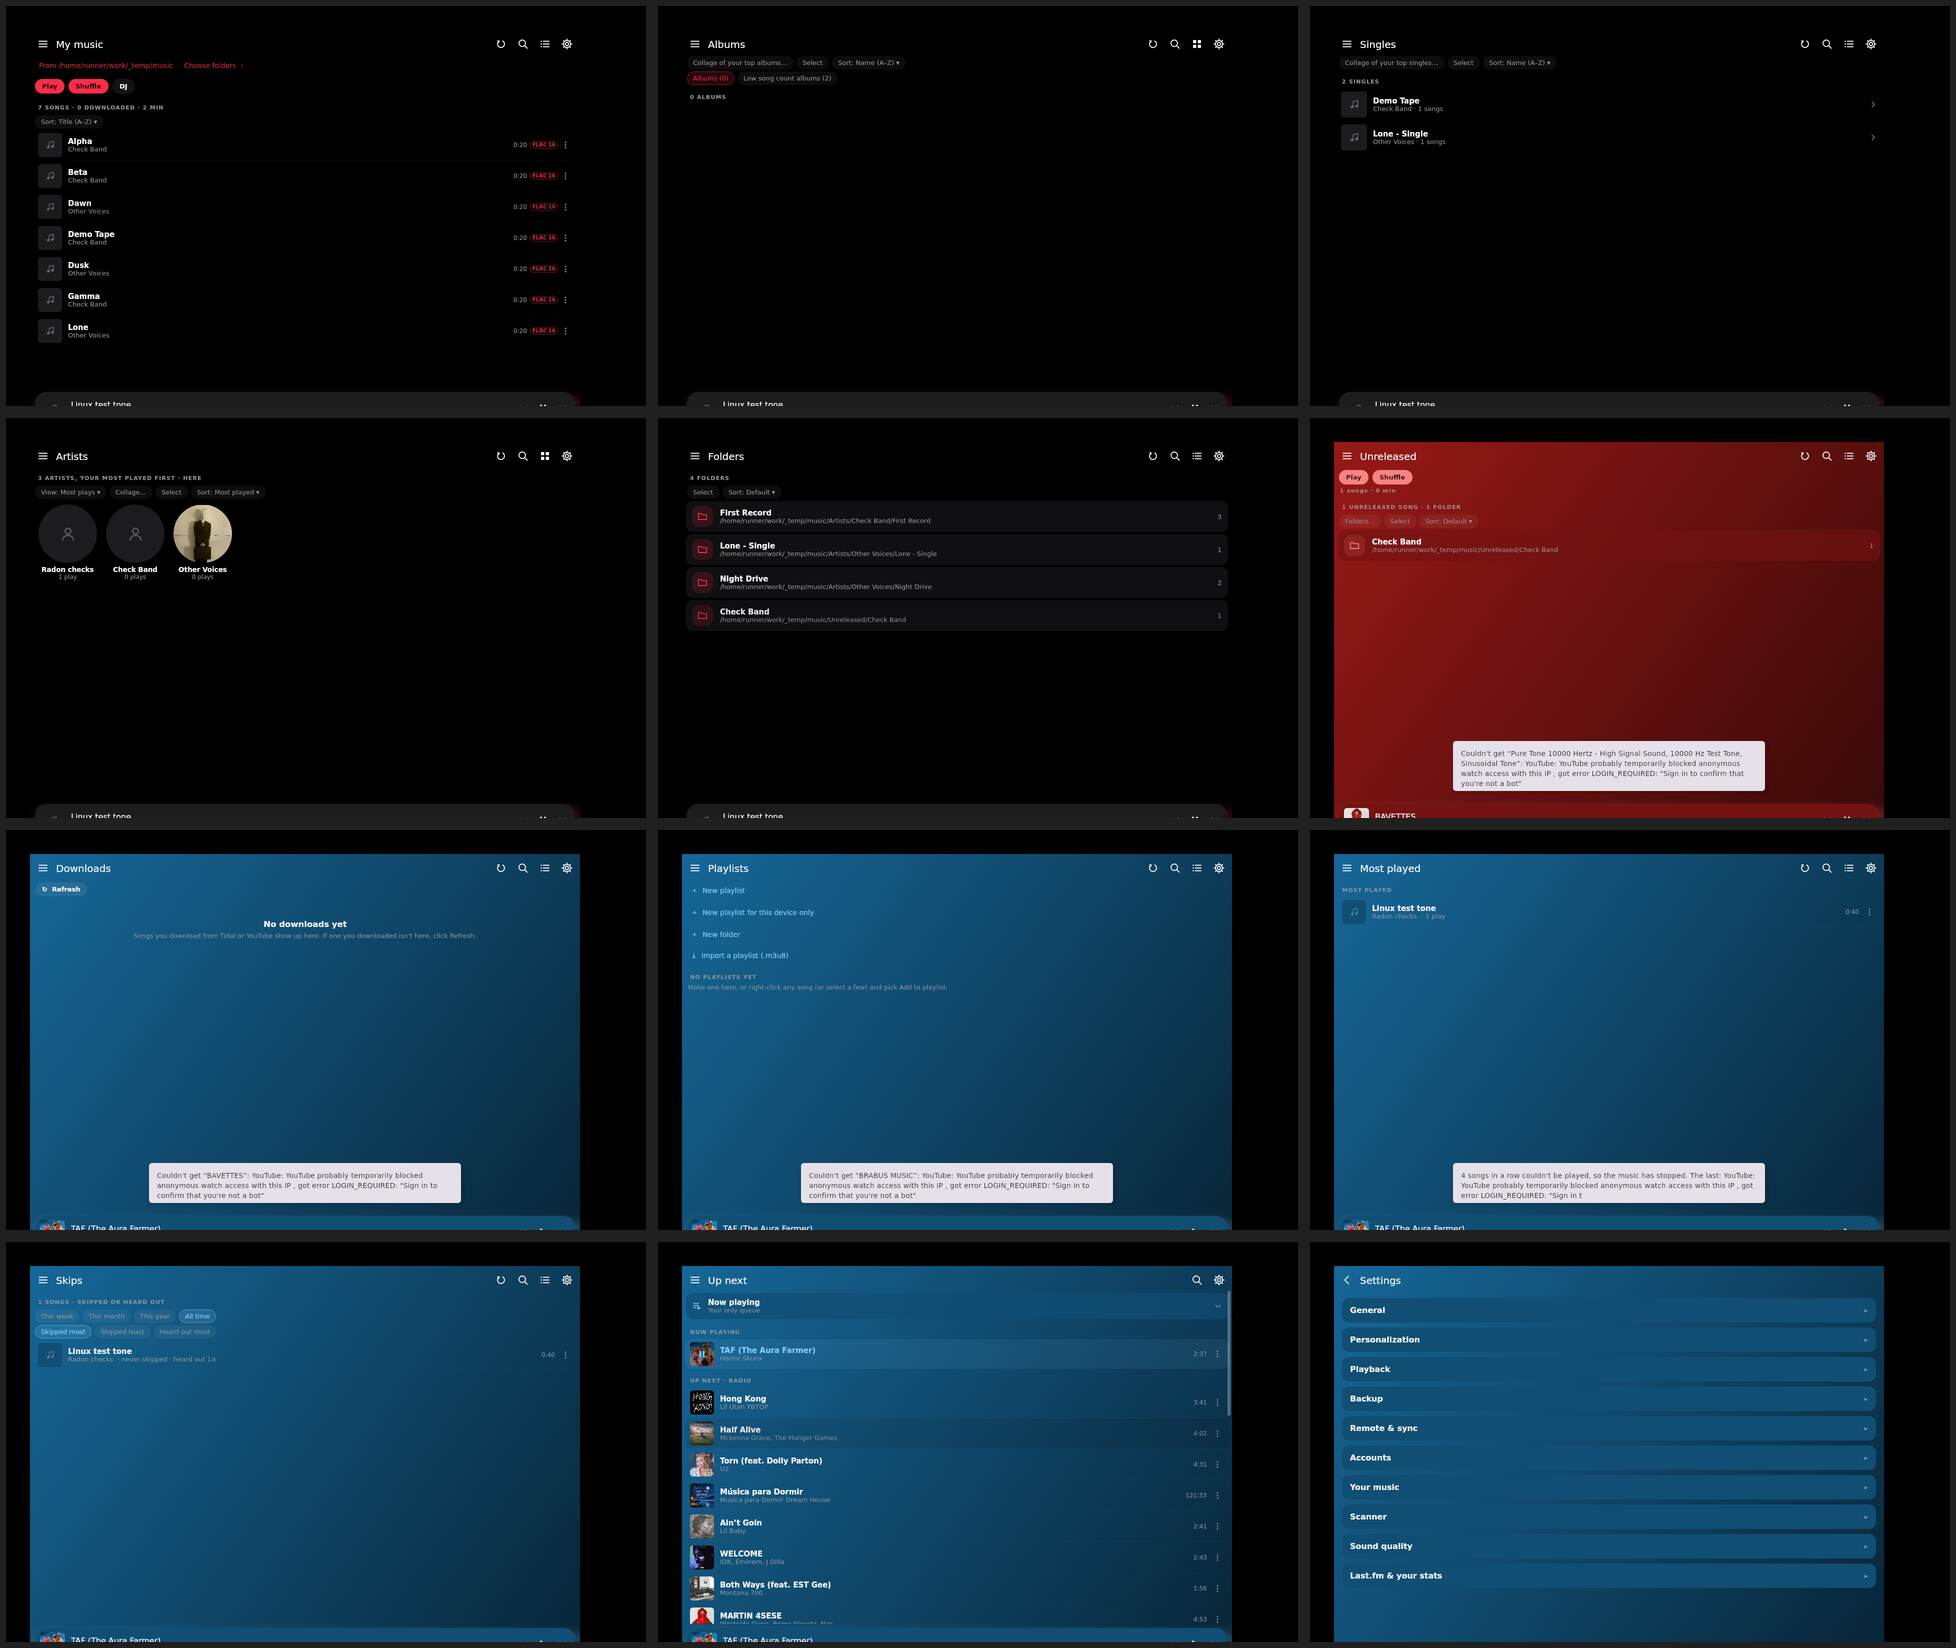 My music
From /home/runner/work/_temp/music · Choose folders ›
Play Shuffle DJ
7 SONGS · 0 DOWNLOADED · 2 MIN
Sort: Title (A–Z) ▾
Alpha
Check Band
0:20 FLAC 16
Beta
Check Band
0:20 FLAC 16
Dawn
Other Voices
0:20 FLAC 16
Demo Tape
Check Band
0:20 FLAC 16
Dusk
Other Voices
0:20 FLAC 16
Gamma
Check Band
0:20 FLAC 16
Lone
Other Voices
0:20 FLAC 16
Linux test tone
Albums
Collage of your top albums... Select Sort: Name (A–Z) ▾
Albums (0) Low song count albums (2)
0 ALBUMS
Linux test tone
Singles
Collage of your top singles... Select Sort: Name (A–Z) ▾
2 SINGLES
Demo Tape
Check Band · 1 songs
Lone - Single
Other Voices · 1 songs
Linux test tone
Artists
3 ARTISTS, YOUR MOST PLAYED FIRST · HERE
View: Most plays ▾ Collage... Select Sort: Most played ▾
Radon checks Check Band Other Voices
1 play 0 plays 0 plays
Linux test tone
Folders
4 FOLDERS
Select Sort: Default ▾
First Record
/home/runner/work/_temp/music/Artists/Check Band/First Record
3
Lone - Single
/home/runner/work/_temp/music/Artists/Other Voices/Lone - Single
1
Night Drive
/home/runner/work/_temp/music/Artists/Other Voices/Night Drive
2
Check Band
/home/runner/work/_temp/music/Unreleased/Check Band
1
Linux test tone
Unreleased
Play Shuffle
1 songs · 0 min
1 UNRELEASED SONG · 1 FOLDER
Folders... Select Sort: Default ▾
Check Band
/home/runner/work/_temp/music/Unreleased/Check Band
1
Couldn't get "Pure Tone 10000 Hertz - High Signal Sound, 10000 Hz Test Tone,
Sinusoidal Tone": YouTube: YouTube probably temporarily blocked anonymous
watch access with this IP , got error LOGIN_REQUIRED: "Sign in to confirm that
you're not a bot"
BAVETTES
Downloads
↻ Refresh
No downloads yet
Songs you download from Tidal or YouTube show up here. If one you downloaded isn't here, click Refresh.
Couldn't get "BAVETTES": YouTube: YouTube probably temporarily blocked
anonymous watch access with this IP , got error LOGIN_REQUIRED: "Sign in to
confirm that you're not a bot"
TAF (The Aura Farmer)
Playlists
+ New playlist
+ New playlist for this device only
+ New folder
⤓ Import a playlist (.m3u8)
NO PLAYLISTS YET
Make one here, or right-click any song (or select a few) and pick Add to playlist.
Couldn't get "BRABUS MUSIC": YouTube: YouTube probably temporarily blocked
anonymous watch access with this IP , got error LOGIN_REQUIRED: "Sign in to
confirm that you're not a bot"
TAF (The Aura Farmer)
Most played
MOST PLAYED
Linux test tone
Radon checks · 1 play
0:40
4 songs in a row couldn't be played, so the music has stopped. The last: YouTube:
YouTube probably temporarily blocked anonymous watch access with this IP , got
error LOGIN_REQUIRED: "Sign in t
TAF (The Aura Farmer)
Skips
1 SONGS · SKIPPED OR HEARD OUT
This week This month This year All time
Skipped most Skipped least Heard out most
Linux test tone
Radon checks · never skipped · heard out 1×
0:40
TAF (The Aura Farmer)
Up next
Now playing
Your only queue
NOW PLAYING
TAF (The Aura Farmer)
Horror Skunx
2:37
UP NEXT · RADIO
Hong Kong
Lil Utah YBTOP
3:41
Half Alive
Mckenna Grace, The Hunger Games
4:02
Torn (feat. Dolly Parton)
U2
4:31
Música para Dormir
Musica para Dormir Dream House
121:33
Ain't Goin
Lil Baby
2:41
WELCOME
IDK, Eminem, J Dilla
2:43
Both Ways (feat. EST Gee)
Montana 700
1:56
MARTIN 4SESE
4:53
TAF (The Aura Farmer)
Settings
General
Personalization
Playback
Backup
Remote & sync
Accounts
Your music
Scanner
Sound quality
Last.fm & your stats